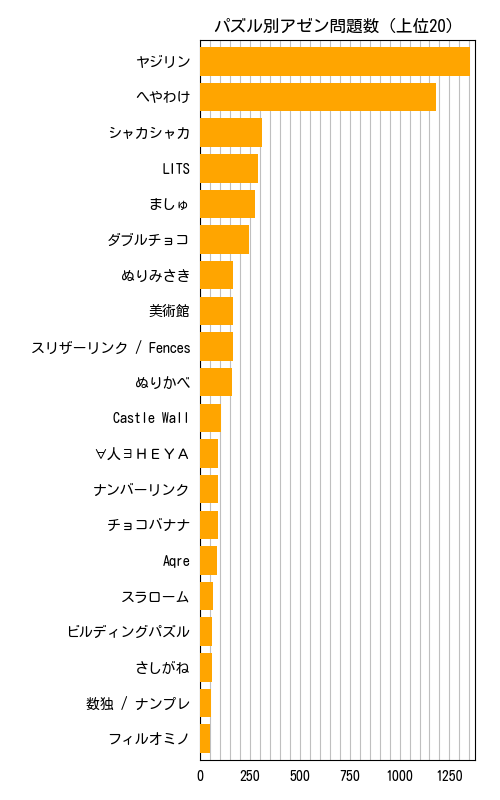 パズル別アゼン問題数 (上位20)
ヤジリン
へやわけ
シャカシャカ
LITS
ましゅ
ダブルチョコ
ぬりみさき
美術館
スリザーリンク / Fences
ぬりかべ
Castle Wall
∀人∃ＨＥＹＡ
ナンバーリンク
チョコバナナ
Aqre
スラローム
ビルディングパズル
さしがね
数独 / ナンプレ
フィルオミノ
0 250 500 750 1000 1250